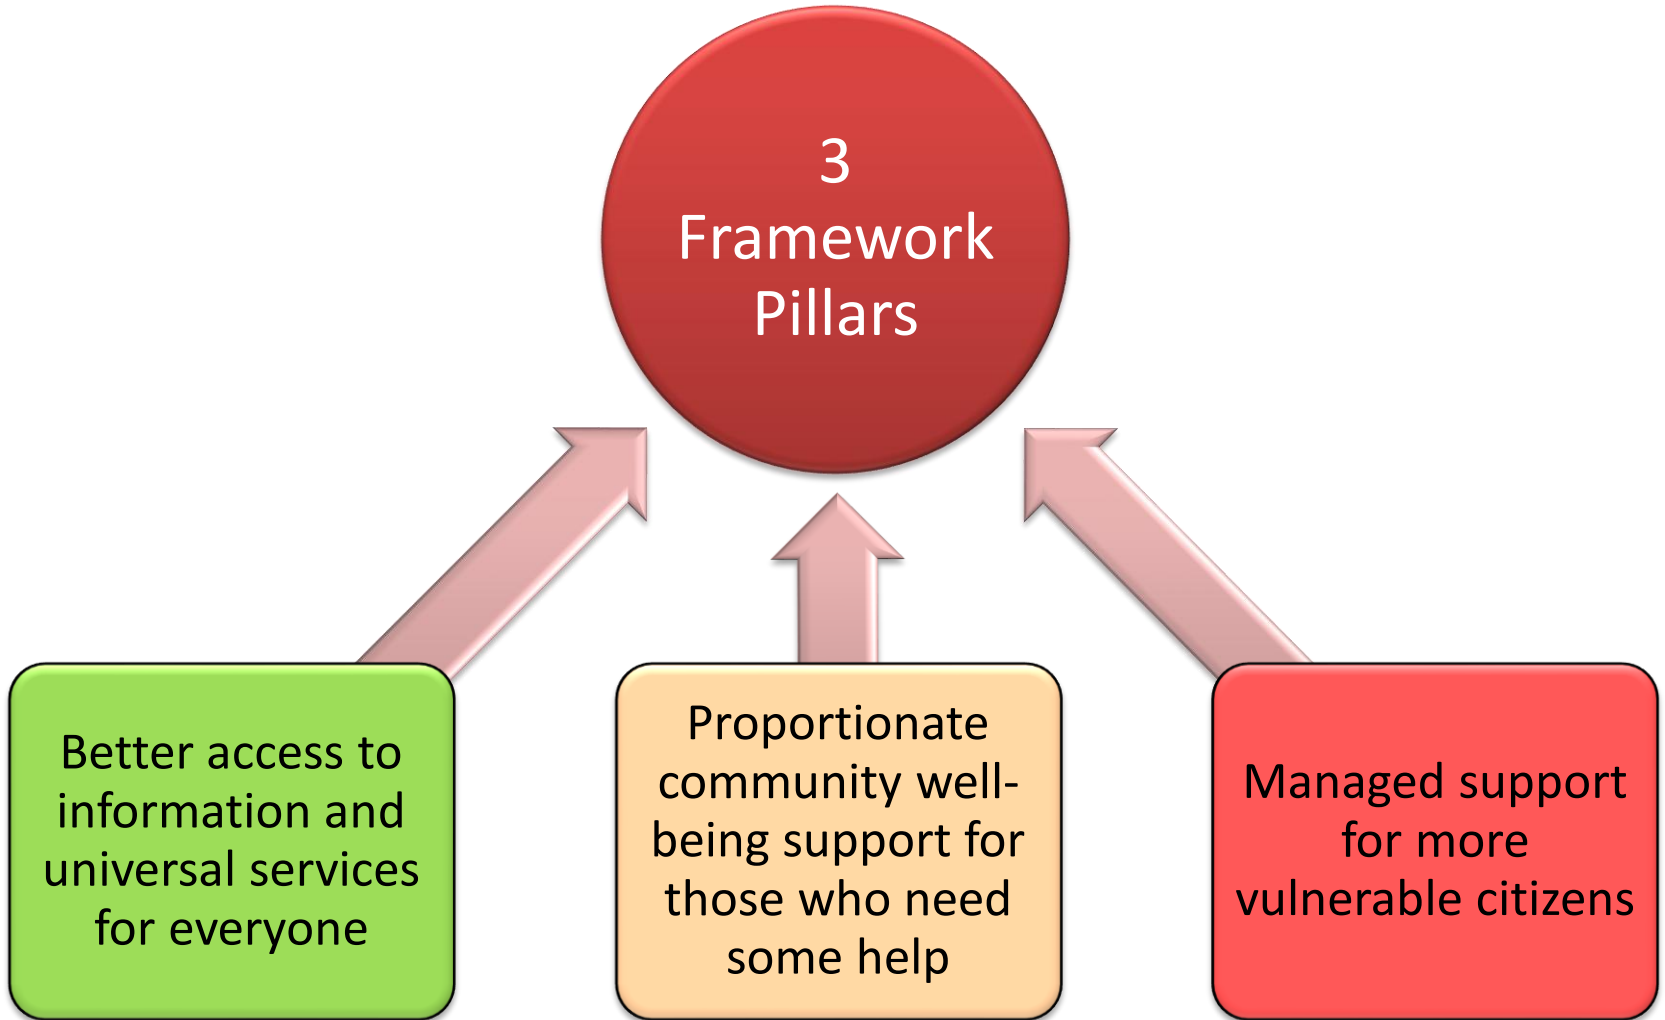 3
Framework
Pillars
Better access to
information and
universal services
for everyone
Proportionate
community well-
being support for
those who need
some help
Managed support
for more
vulnerable citizens